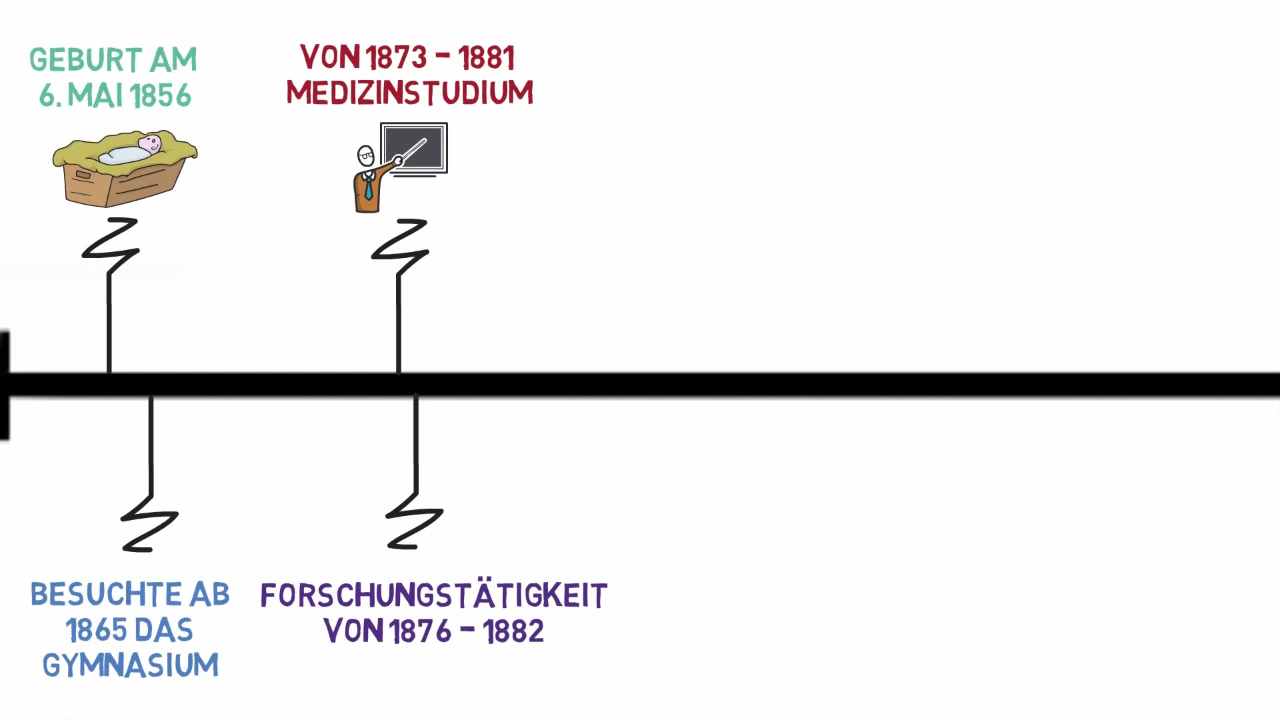 GEBURT AM
6. MAI 1856
VON 1873 - 1881
MEDIZINSTUDIUM
BESUCHTE AB
1865 DAS
GYMNASIUM
FORSCHUNGSTÄTIGKEIT
VON 1876 - 1882